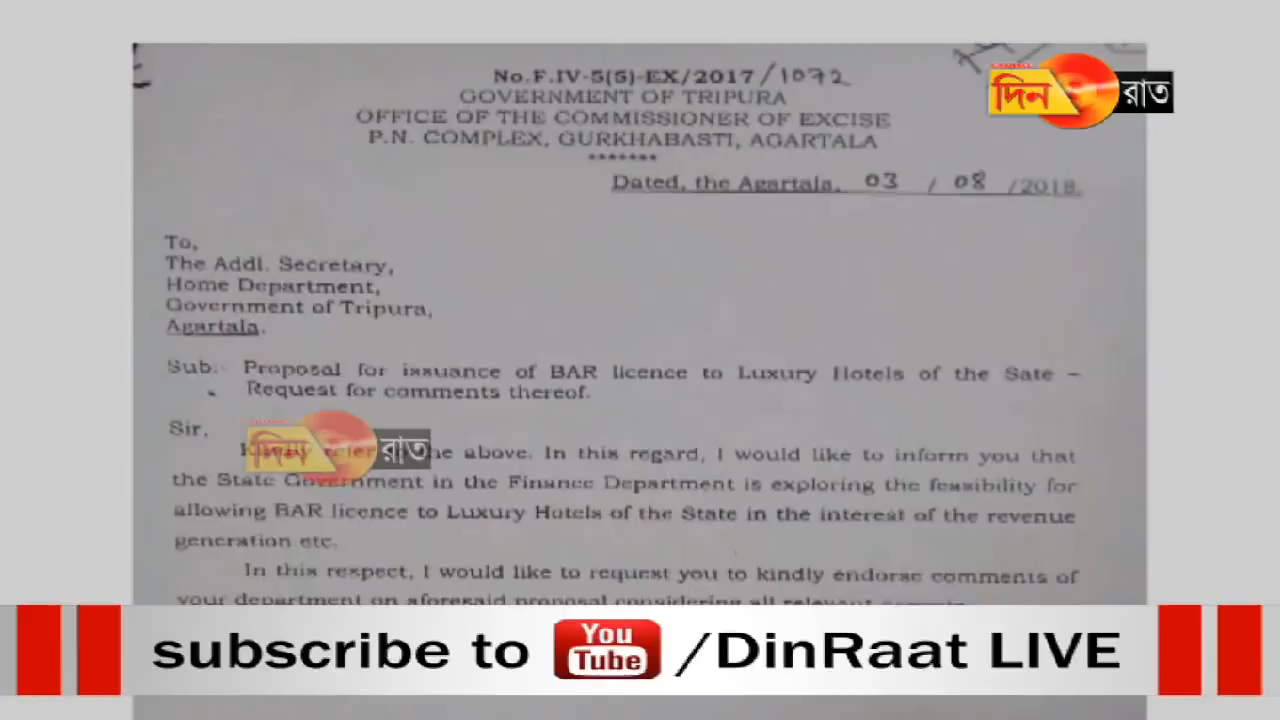 No.F.IV-5(5)-EX/2017/1072
GOVERNMENT OF TRIPURA
OFFICE OF THE COMMISSIONER OF EXCISE
P.N. COMPLEX, GURKHABASTI, AGARTALA
*******
Dated, the Agartala, 03 / 08 /2018.
দিন রাত
To,
The Addl. Secretary,
Home Department,
Government of Tripura,
Agartala.
Sub:- Proposal for issuance of BAR licence to Luxury Hotels of the Sate –
Request for comments thereof.
Sir,
দিন রাত
Kindly refer to the above. In this regard, I would like to inform you that
the State Government in the Finance Department is exploring the feasibility for
allowing BAR licence to Luxury Hotels of the State in the interest of the revenue
generation etc.
In this respect, I would like to request you to kindly endorse comments of
your department on aforesaid proposal considering all relevant
subscribe to You Tube /DinRaat LIVE